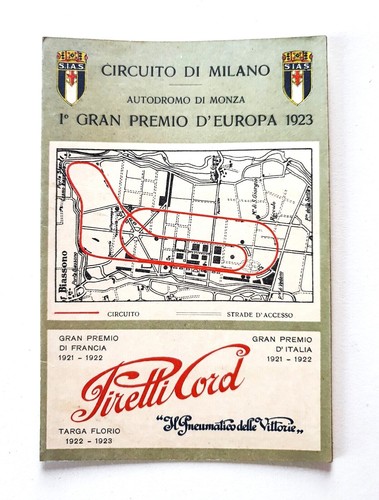 S.I.A.S.
S.I.A.S.
CIRCUITO DI MILANO
AUTODROMO DI MONZA
1º GRAN PREMIO D'EUROPA 1923
Biassono
CIRCUITO
STRADE D'ACCESSO
GRAN PREMIO
DI FRANCIA
1921 - 1922
GRAN PREMIO
D'ITALIA
1921 - 1922
Pirelli Cord
TARGA FLORIO
1922 - 1923
"Il Pneumatico delle Vittorie"